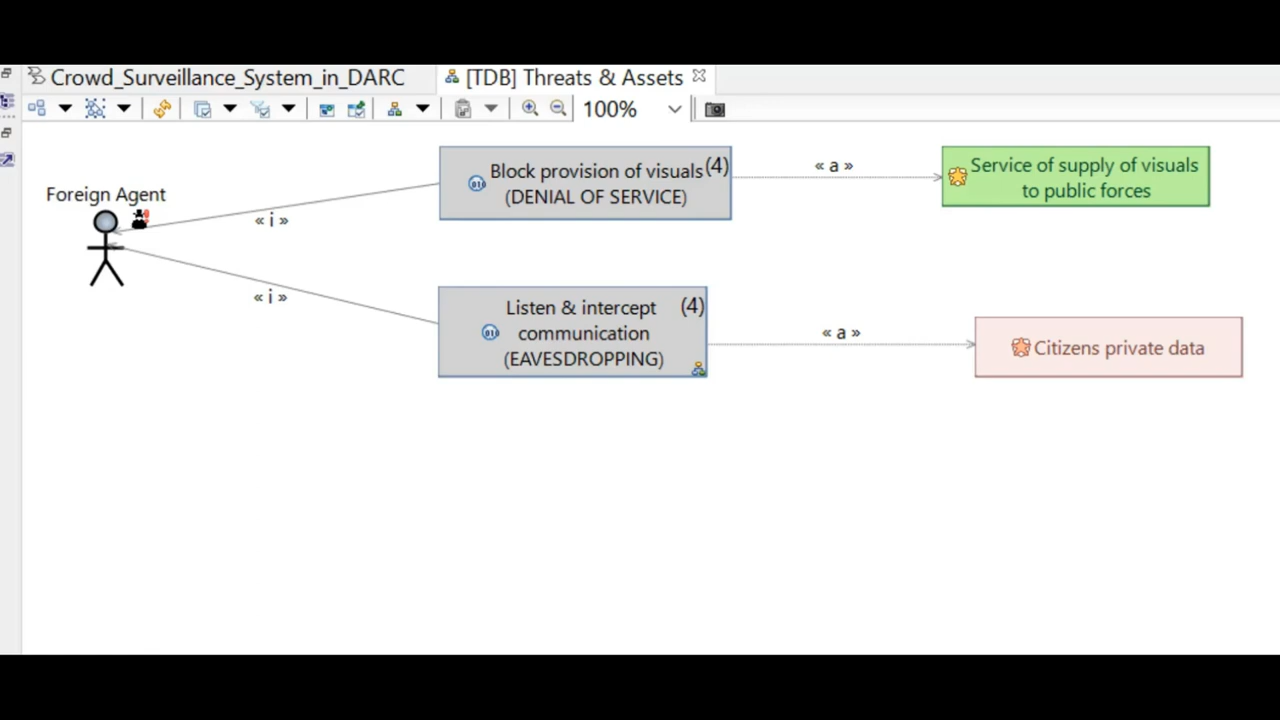 Crowd_Surveillance_System_in_DARC
[TDB] Threats & Assets
100%
Foreign Agent
« i »
« i »
Block provision of visuals (4)
(DENIAL OF SERVICE)
« a »
Service of supply of visuals
to public forces
Listen & intercept (4)
communication
(EAVESDROPPING)
« a »
Citizens private data